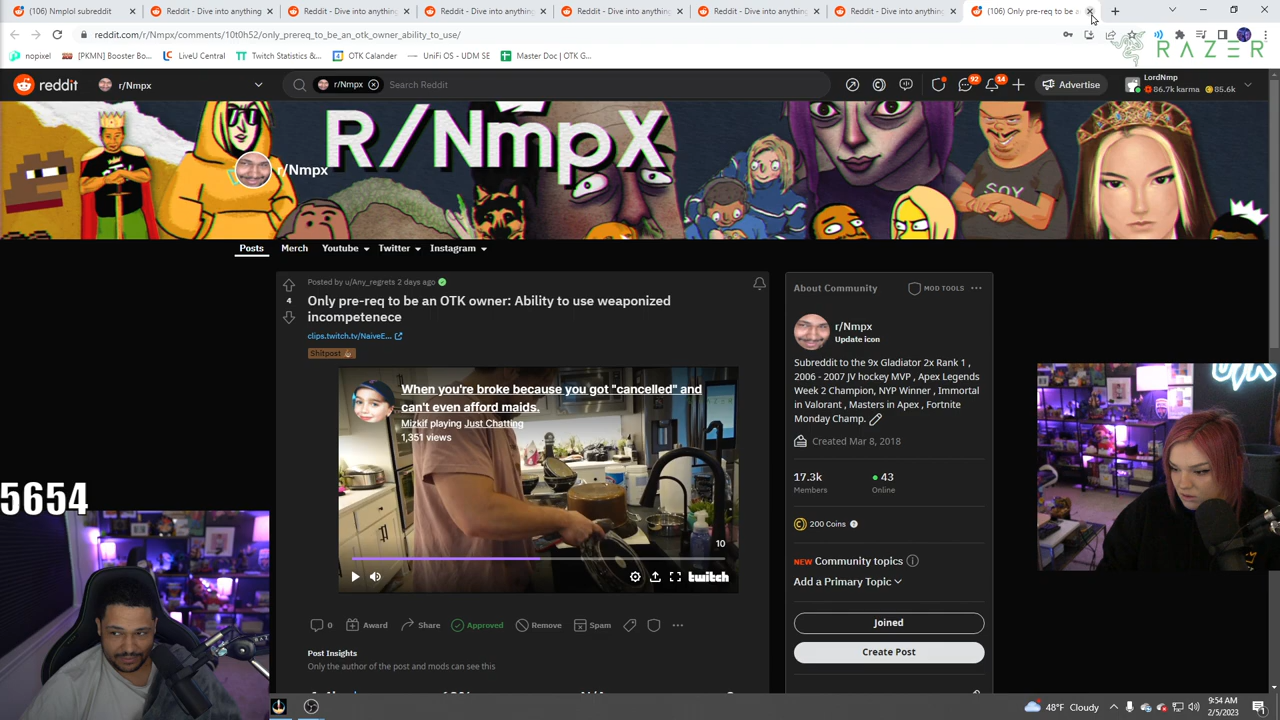 (106) Nmplol subreddit
Reddit - Dive into anything
Reddit - Dive into anything
Reddit - Dive into anything
Reddit - Dive into anything
Reddit - Dive into anything
Reddit - Dive into anything
(106) Only pre-req to be a
reddit.com/r/Nmpx/comments/10t0h52/only_prereq_to_be_an_otk_owner_ability_to_use/
RAZER
nopixel
[PKMN] Booster Bo...
LiveU Central
Twitch Statistics &...
OTK Calander
UniFi OS - UDM SE
Master Doc | OTK G...
reddit
r/Nmpx
r/Nmpx
Search Reddit
92
14
Advertise
LordNmp
86.7k karma
85.6k
R/NmpX
r/Nmpx
SOY
Posts
Merch
Youtube
Twitter
Instagram
Posted by u/Any_regrets 2 days ago
4
Only pre-req to be an OTK owner: Ability to use weaponized
incompetenece
clips.twitch.tv/NaiveE...
Shitpost
When you're broke because you got "cancelled" and
can't even afford maids.
Mizkif playing Just Chatting
1,351 views
10
twitch
0
Award
Share
Approved
Remove
Spam
Post Insights
Only the author of the post and mods can see this
About Community
MOD TOOLS
r/Nmpx
Update icon
Subreddit to the 9x Gladiator 2x Rank 1 ,
2006 - 2007 JV hockey MVP , Apex Legends
Week 2 Champion, NYP Winner , Immortal
in Valorant , Masters in Apex , Fortnite
Monday Champ.
Created Mar 8, 2018
17.3k
Members
43
Online
200 Coins
NEW Community topics
Add a Primary Topic
Joined
Create Post
5654
48°F Cloudy
9:54 AM
2/5/2023
1